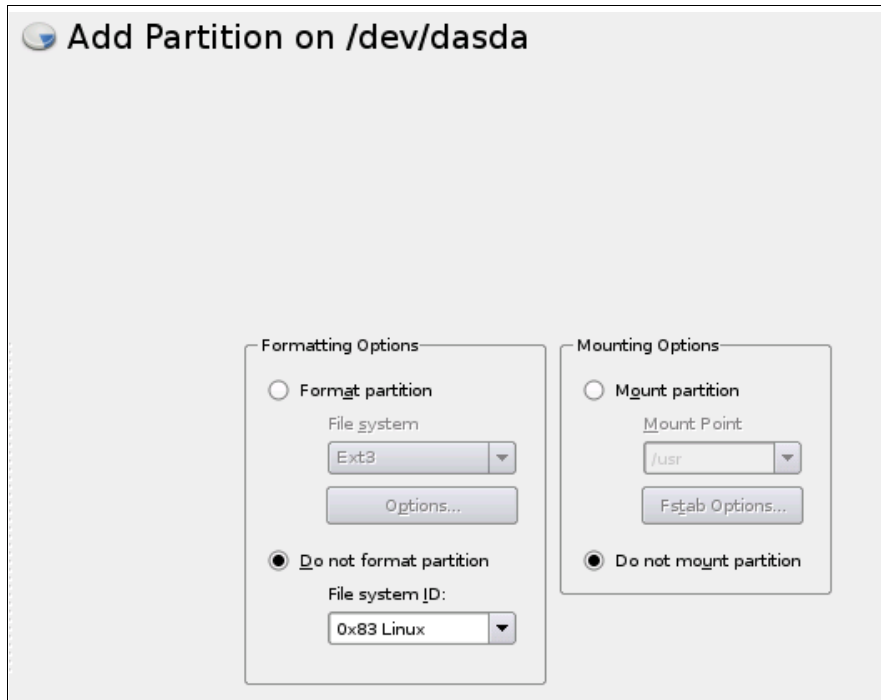 Add Partition on /dev/dasda
Formatting Options
Format partition
File system
Ext3
Options...
Do not format partition
File system ID:
0x83 Linux
Mounting Options
Mount partition
Mount Point
/usr
Fstab Options...
Do not mount partition